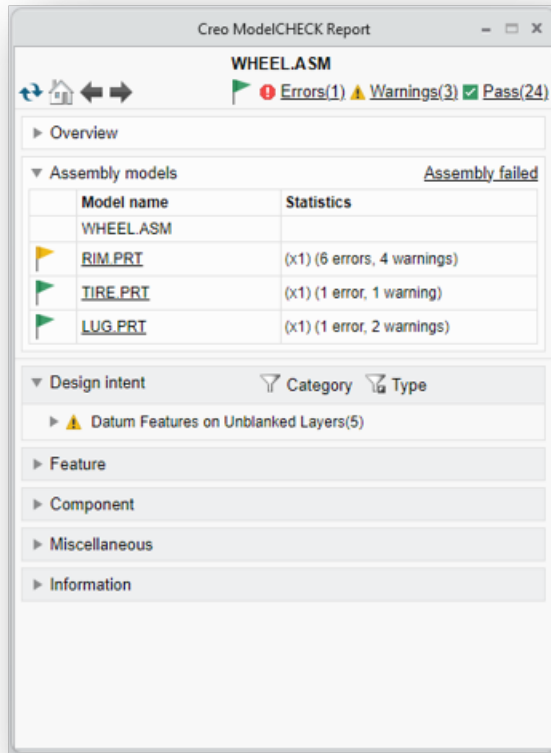 Creo ModelCHECK Report
WHEEL.ASM
Errors(1) Warnings(3) Pass(24)
Overview
Assembly models Assembly failed
Model name Statistics
WHEEL.ASM
RIM.PRT (x1) (6 errors, 4 warnings)
TIRE.PRT (x1) (1 error, 1 warning)
LUG.PRT (x1) (1 error, 2 warnings)
Design intent Category Type
Datum Features on Unblanked Layers(5)
Feature
Component
Miscellaneous
Information